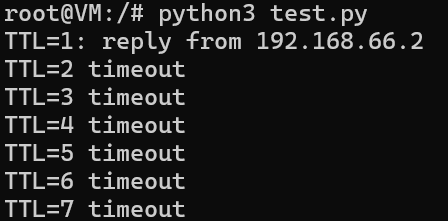 root@VM:/# python3 test.py
TTL=1: reply from 192.168.66.2
TTL=2 timeout
TTL=3 timeout
TTL=4 timeout
TTL=5 timeout
TTL=6 timeout
TTL=7 timeout